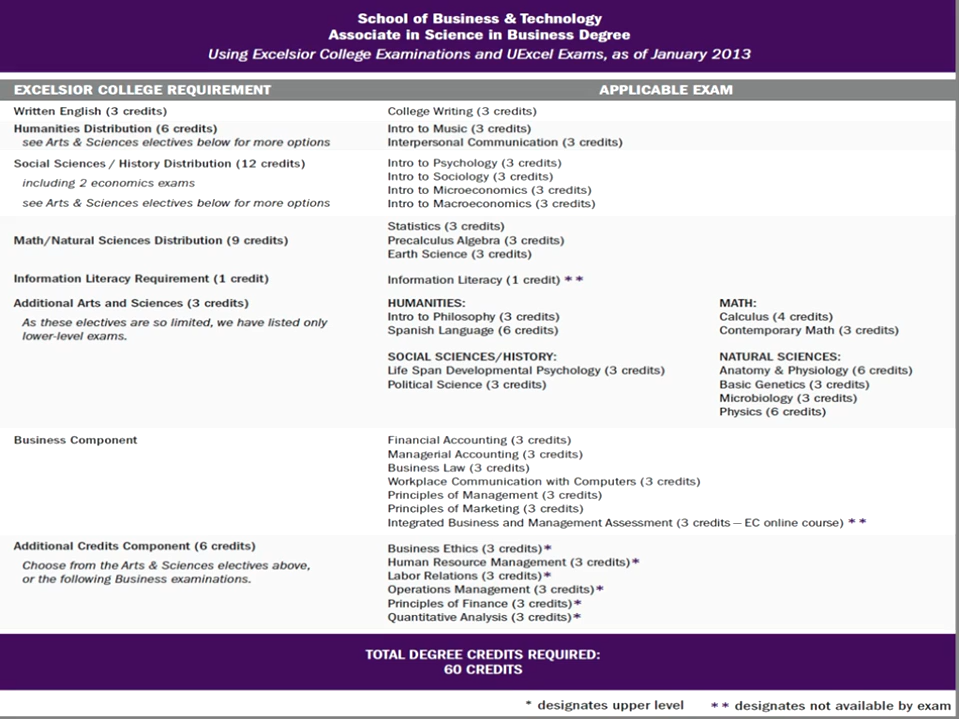 School of Business & Technology
Associate in Science in Business Degree
Using Excelsior College Examinations and UExcel Exams, as of January 2013
EXCELSIOR COLLEGE REQUIREMENT
APPLICABLE EXAM
Written English (3 credits)
College Writing (3 credits)
Humanities Distribution (6 credits)
see Arts & Sciences electives below for more options
Intro to Music (3 credits)
Interpersonal Communication (3 credits)
Social Sciences / History Distribution (12 credits)
including 2 economics exams
see Arts & Sciences electives below for more options
Intro to Psychology (3 credits)
Intro to Sociology (3 credits)
Intro to Microeconomics (3 credits)
Intro to Macroeconomics (3 credits)
Math/Natural Sciences Distribution (9 credits)
Statistics (3 credits)
Precalculus Algebra (3 credits)
Earth Science (3 credits)
Information Literacy Requirement (1 credit)
Information Literacy (1 credit) **
Additional Arts and Sciences (3 credits)
As these electives are so limited, we have listed only
lower-level exams.
HUMANITIES:
Intro to Philosophy (3 credits)
Spanish Language (6 credits)
SOCIAL SCIENCES/HISTORY:
Life Span Developmental Psychology (3 credits)
Political Science (3 credits)
MATH:
Calculus (4 credits)
Contemporary Math (3 credits)
NATURAL SCIENCES:
Anatomy & Physiology (6 credits)
Basic Genetics (3 credits)
Microbiology (3 credits)
Physics (6 credits)
Business Component
Financial Accounting (3 credits)
Managerial Accounting (3 credits)
Business Law (3 credits)
Workplace Communication with Computers (3 credits)
Principles of Management (3 credits)
Principles of Marketing (3 credits)
Integrated Business and Management Assessment (3 credits — EC online course) **
Additional Credits Component (6 credits)
Choose from the Arts & Sciences electives above,
or the following Business examinations.
Business Ethics (3 credits)*
Human Resource Management (3 credits)*
Labor Relations (3 credits)*
Operations Management (3 credits)*
Principles of Finance (3 credits)*
Quantitative Analysis (3 credits)*
TOTAL DEGREE CREDITS REQUIRED:
60 CREDITS
* designates upper level
** designates not available by exam